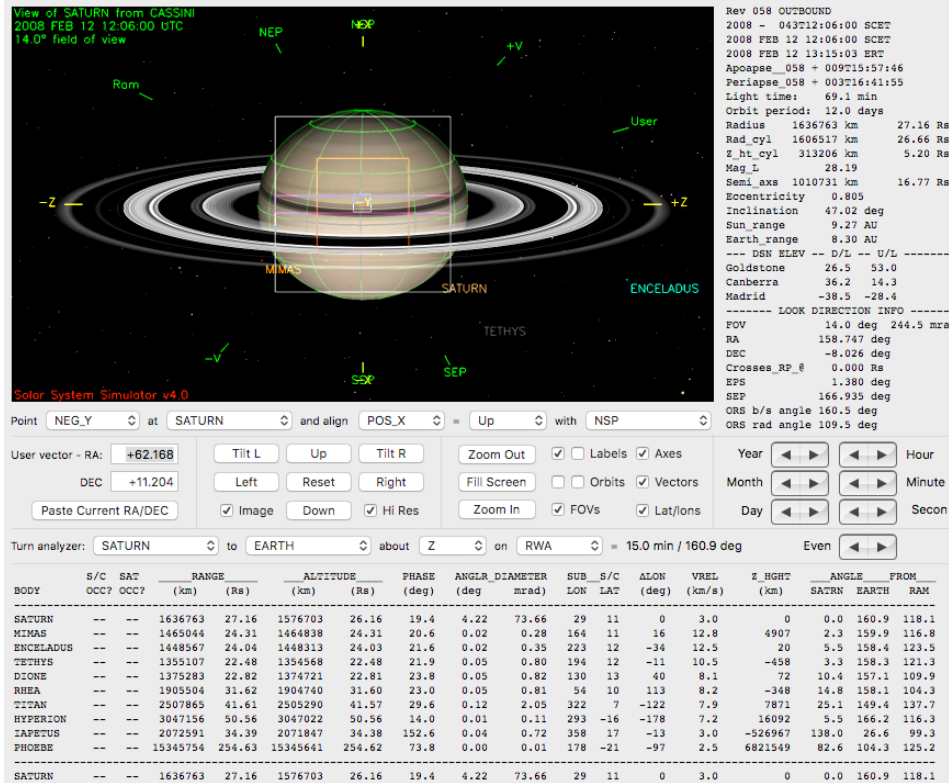 View of SATURN from CASSINI
2008 FEB 12 12:06:00 UTC
14.0° field of view
NEP
+X
+V
Ram
User
-Z
-Y
+Z
MIMAS
SATURN
ENCELADUS
TETHYS
-V
-X
SEP
Solar System Simulator v4.0
Rev 058 OUTBOUND
2008 - 043T12:06:00 SCET
2008 FEB 12 12:06:00 SCET
2008 FEB 12 13:15:03 ERT
Apoapse__058 + 009T15:57:46
Periapse_058 + 003T16:41:55
Light time: 69.1 min
Orbit period: 12.0 days
Radius 1636763 km 27.16 Rs
Rad_cyl 1606517 km 26.66 Rs
Z_ht_cyl 313206 km 5.20 Rs
Mag_L 28.19
Semi_axs 1010731 km 16.77 Rs
Eccentricity 0.805
Inclination 47.02 deg
Sun_range 9.27 AU
Earth_range 8.30 AU
--- DSN ELEV -- D/L -- U/L -------
Goldstone 26.5 53.0
Canberra 36.2 14.3
Madrid -38.5 -28.4
------- LOOK DIRECTION INFO ------
FOV 14.0 deg 244.5 mra
RA 158.747 deg
DEC -8.026 deg
Crosses_RP_@ 0.000 Rs
EPS 1.380 deg
SEP 166.935 deg
ORS b/s angle 160.5 deg
ORS rad angle 109.5 deg
Point NEG_Y at SATURN and align POS_X = Up with NSP
User vector - RA: +62.168 Tilt L Up Tilt R Zoom Out Labels Axes Year Hour
DEC +11.204 Left Reset Right Fill Screen Orbits Vectors Month Minute
Paste Current RA/DEC Image Down Hi Res Zoom In FOVs Lat/lons Day Secon
Turn analyzer: SATURN to EARTH about Z on RWA = 15.0 min / 160.9 deg Even
S/C SAT RANGE ALTITUDE PHASE ANGLR_DIAMETER SUB_S/C ΔLON VREL Z_HGHT ANGLE FROM
BODY OCC? OCC? (km) (Rs) (km) (Rs) (deg) (deg mrad) LON LAT (deg) (km/s) (km) SATRN EARTH RAM
SATURN -- -- 1636763 27.16 1576703 26.16 19.4 4.22 73.66 29 11 0 3.0 0 0.0 160.9 118.1
MIMAS -- -- 1465044 24.31 1464838 24.31 20.6 0.02 0.28 164 11 16 12.8 4907 2.3 159.9 116.8
ENCELADUS -- -- 1448567 24.04 1448313 24.03 21.6 0.02 0.35 223 12 -34 12.5 20 5.5 158.4 123.5
TETHYS -- -- 1355107 22.48 1354568 22.48 21.9 0.05 0.80 194 12 -11 10.5 -458 3.3 158.3 121.3
DIONE -- -- 1375283 22.82 1374721 22.81 23.8 0.05 0.82 130 13 40 8.1 72 10.4 157.1 109.9
RHEA -- -- 1905504 31.62 1904740 31.60 23.0 0.05 0.81 54 10 113 8.2 -348 14.8 158.1 104.3
TITAN -- -- 2507865 41.61 2505290 41.57 29.6 0.12 2.05 322 7 -122 7.9 7871 25.1 149.4 137.7
HYPERION -- -- 3047156 50.56 3047022 50.56 14.0 0.01 0.11 293 -16 -178 7.2 16092 5.5 166.2 116.3
IAPETUS -- -- 2072591 34.39 2071847 34.38 152.6 0.04 0.72 358 17 -13 3.0 -526967 138.0 26.6 99.3
PHOEBE -- -- 15345754 254.63 15345641 254.62 73.8 0.00 0.01 178 -21 -97 2.5 6821549 82.6 104.3 125.2
SATURN -- -- 1636763 27.16 1576703 26.16 19.4 4.22 73.66 29 11 0 3.0 0 0.0 160.9 118.1